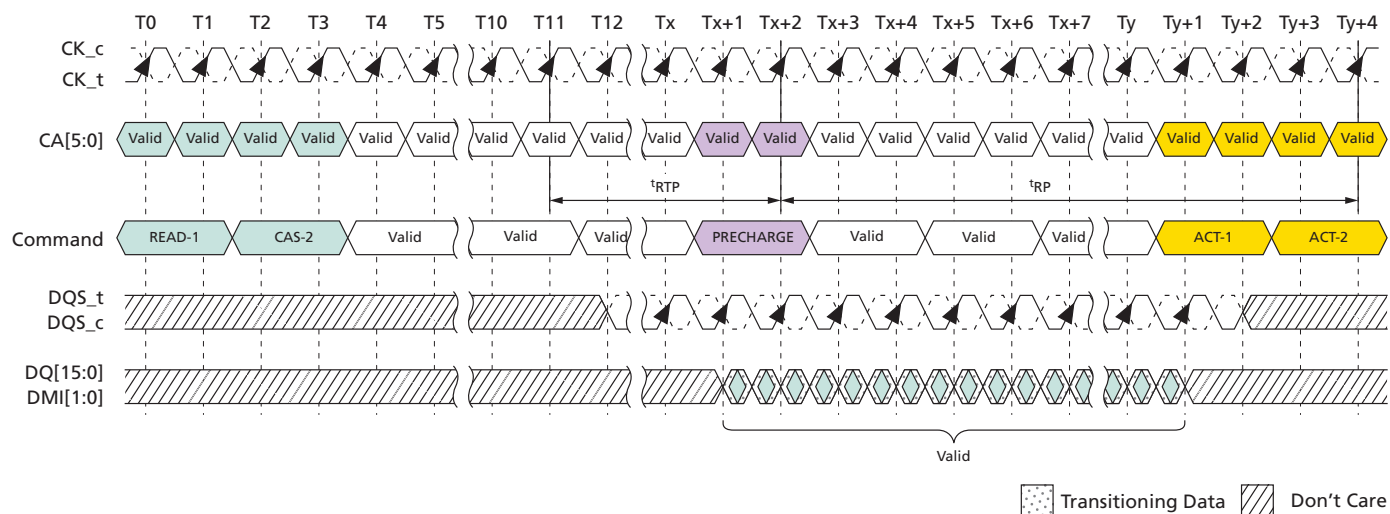 T0 T1 T2 T3 T4 T5 T10 T11 T12 Tx Tx+1 Tx+2 Tx+3 Tx+4 Tx+5 Tx+6 Tx+7 Ty Ty+1 Ty+2 Ty+3 Ty+4
CK_c
CK_t
CA[5:0] Valid Valid Valid Valid Valid Valid Valid Valid Valid Valid Valid Valid Valid Valid Valid Valid Valid Valid Valid Valid Valid Valid
tRTP tRP
Command READ-1 CAS-2 Valid Valid Valid PRECHARGE Valid Valid Valid ACT-1 ACT-2
DQS_t
DQS_c
DQ[15:0]
DMI[1:0]
Valid
Transitioning Data Don't Care